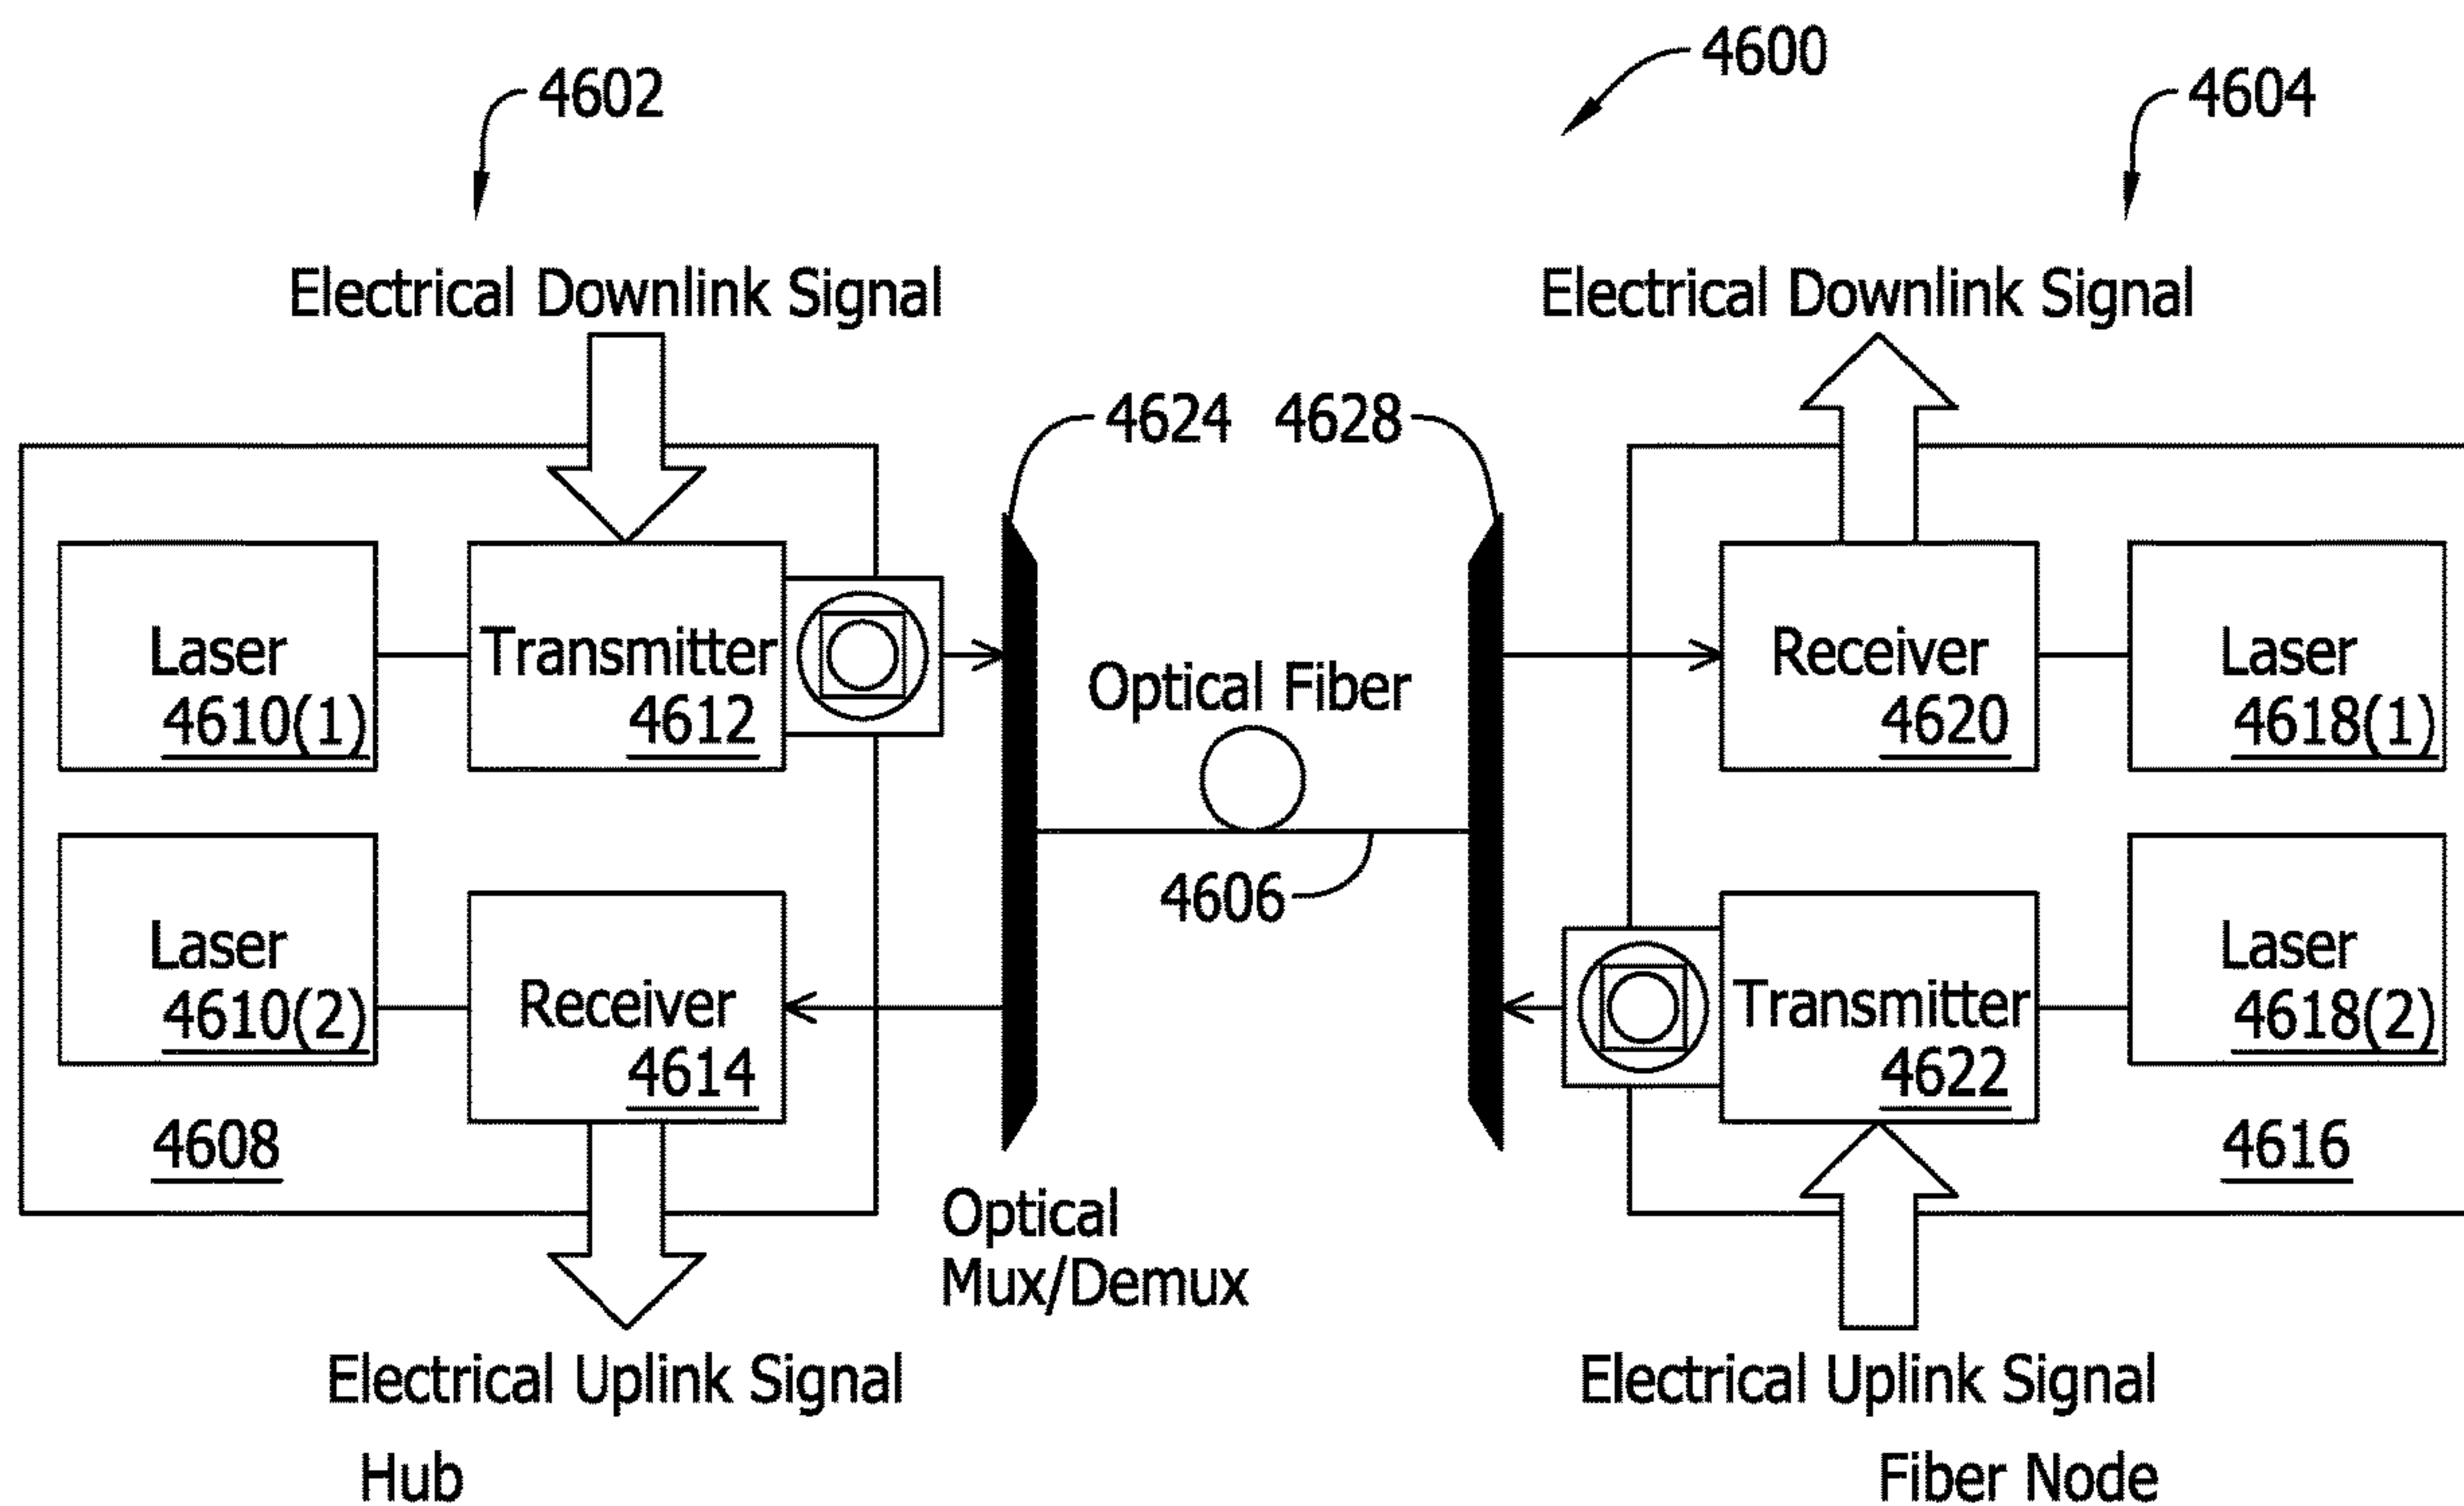 4600
4602
4604
Electrical Downlink Signal
Electrical Downlink Signal
4624
4628
Laser
4610(1)
Transmitter
4612
Optical Fiber
Receiver
4620
Laser
4618(1)
4606
Laser
4610(2)
Receiver
4614
Transmitter
4622
Laser
4618(2)
4608
4616
Optical
Mux/Demux
Electrical Uplink Signal
Electrical Uplink Signal
Hub
Fiber Node